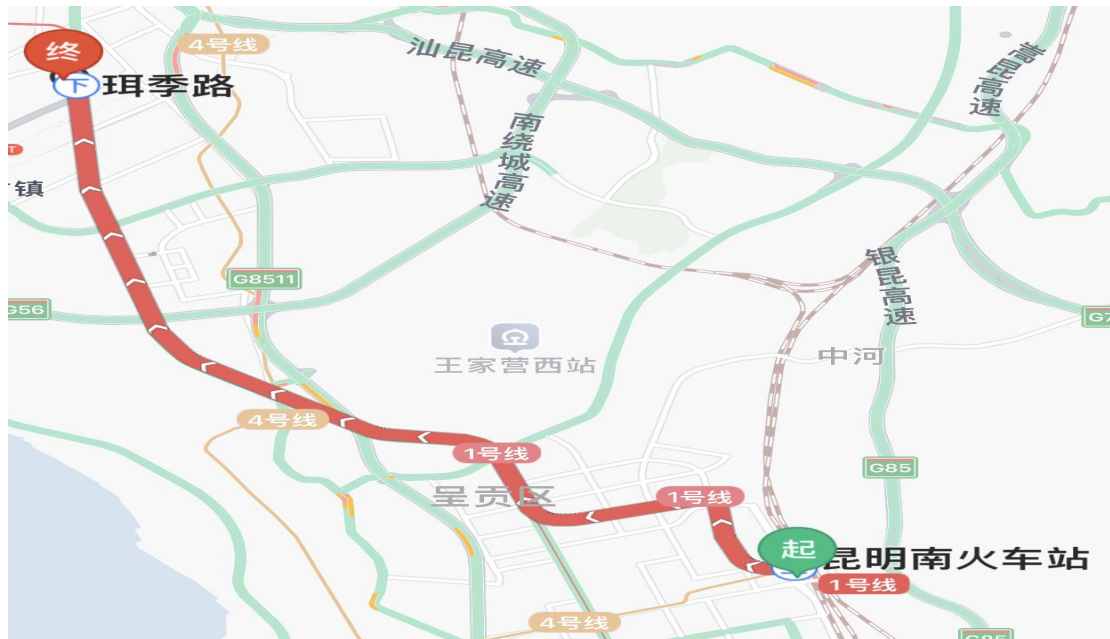 终
4号线
汕昆高速
嵩昆高速
下
珥季路
南绕城高速
镇
G8511
G56
银昆高速
王家营西站
中河
4号线
1号线
G85
呈贡区
1号线
起
昆明南火车站
1号线
4号线
G85